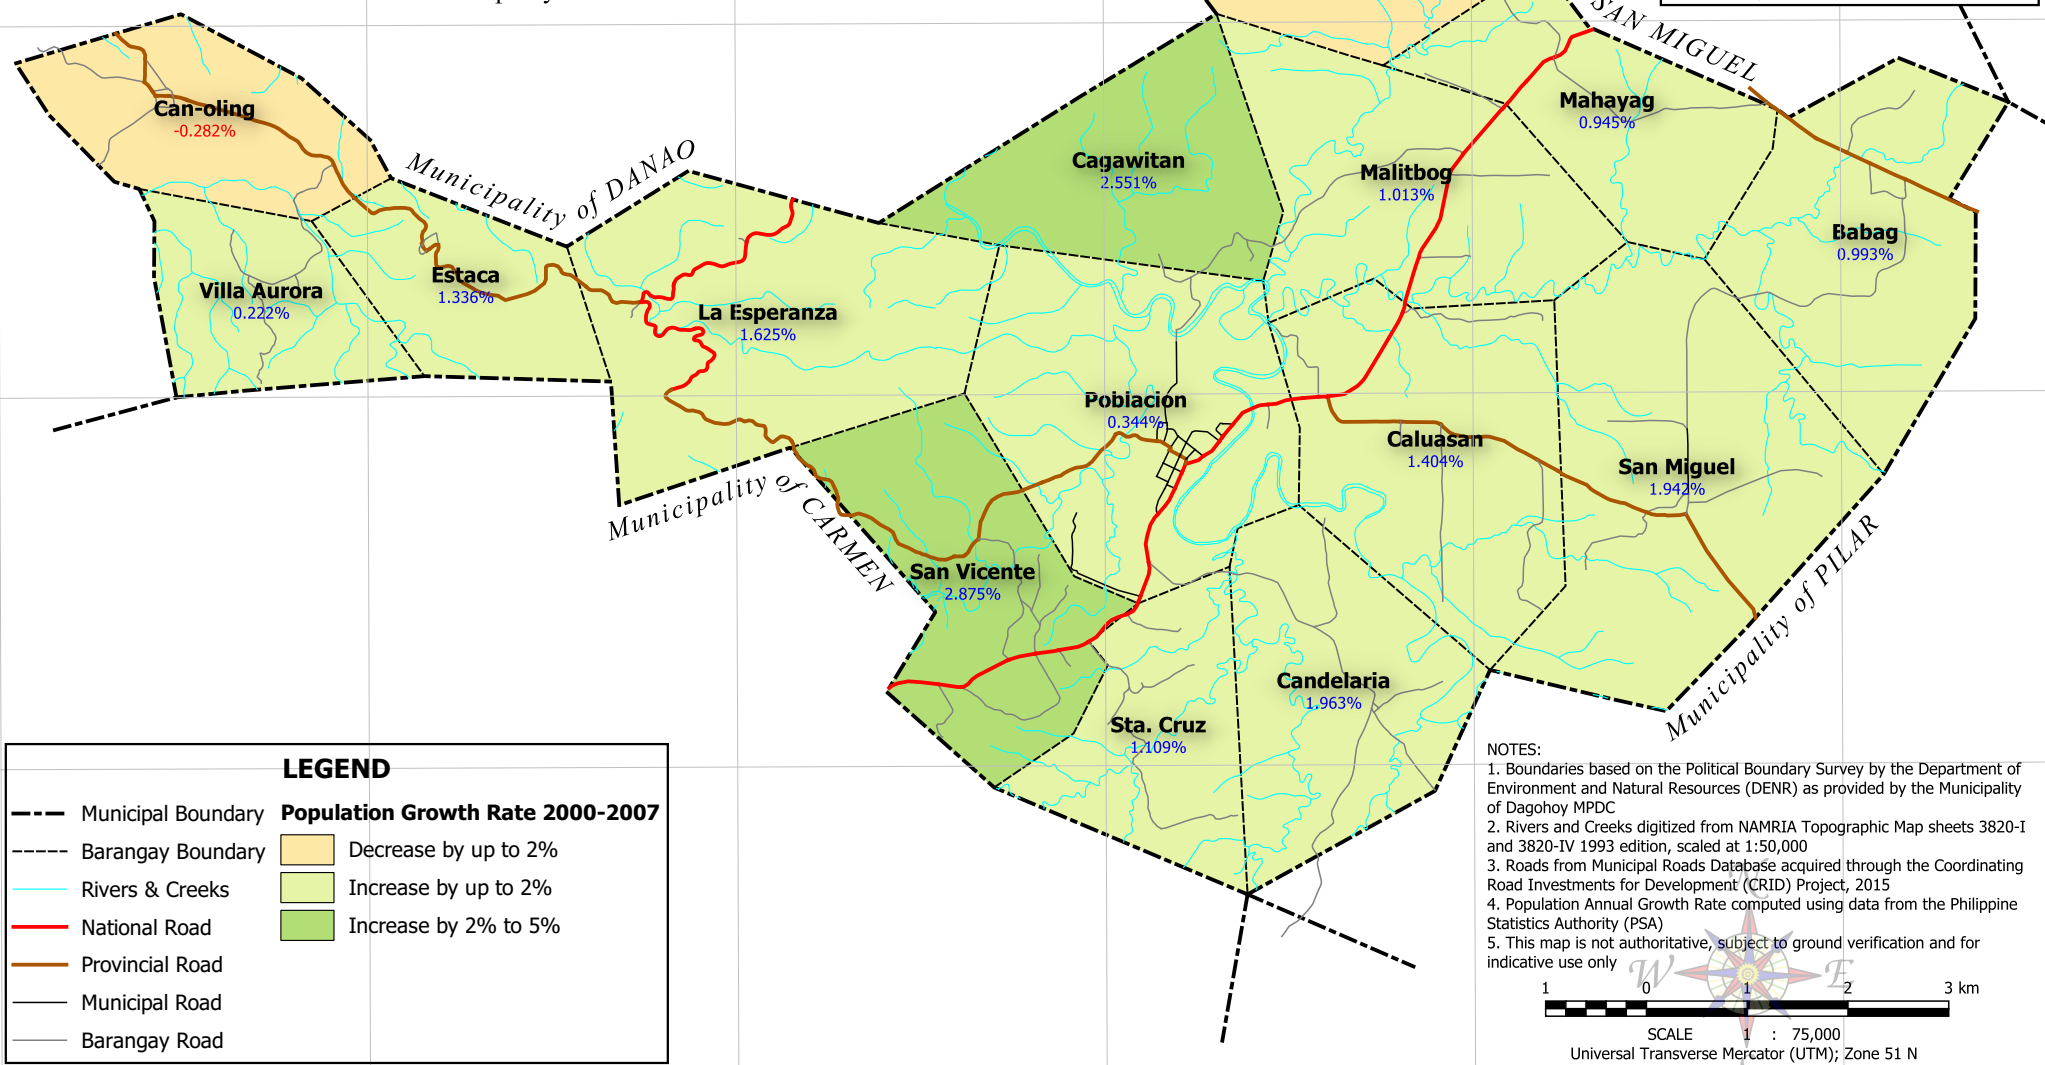 SAN MIGUEL
Can-oling
-0.282%
Mahayag
0.945%
Municipality of DANAO
Cagawitan
2.551%
Malitbog
1.013%
Babag
0.993%
Villa Aurora
0.222%
Estaca
1.336%
La Esperanza
1.625%
Poblacion
0.344%
Caluasan
1.404%
San Miguel
1.942%
Municipality of CARMEN
San Vicente
2.875%
Municipality of PILAR
Candelaria
1.963%
Sta. Cruz
1.109%
LEGEND
Municipal Boundary
Barangay Boundary
Rivers & Creeks
National Road
Provincial Road
Municipal Road
Barangay Road
Population Growth Rate 2000-2007
Decrease by up to 2%
Increase by up to 2%
Increase by 2% to 5%
NOTES:
1. Boundaries based on the Political Boundary Survey by the Department of
Environment and Natural Resources (DENR) as provided by the Municipality
of Dagohoy MPDC
2. Rivers and Creeks digitized from NAMRIA Topographic Map sheets 3820-I
and 3820-IV 1993 edition, scaled at 1:50,000
3. Roads from Municipal Roads Database acquired through the Coordinating
Road Investments for Development (CRID) Project, 2015
4. Population Annual Growth Rate computed using data from the Philippine
Statistics Authority (PSA)
5. This map is not authoritative, subject to ground verification and for
indicative use only
N
W E
1 0 1 2 3 km
SCALE 1 : 75,000
Universal Transverse Mercator (UTM); Zone 51 N